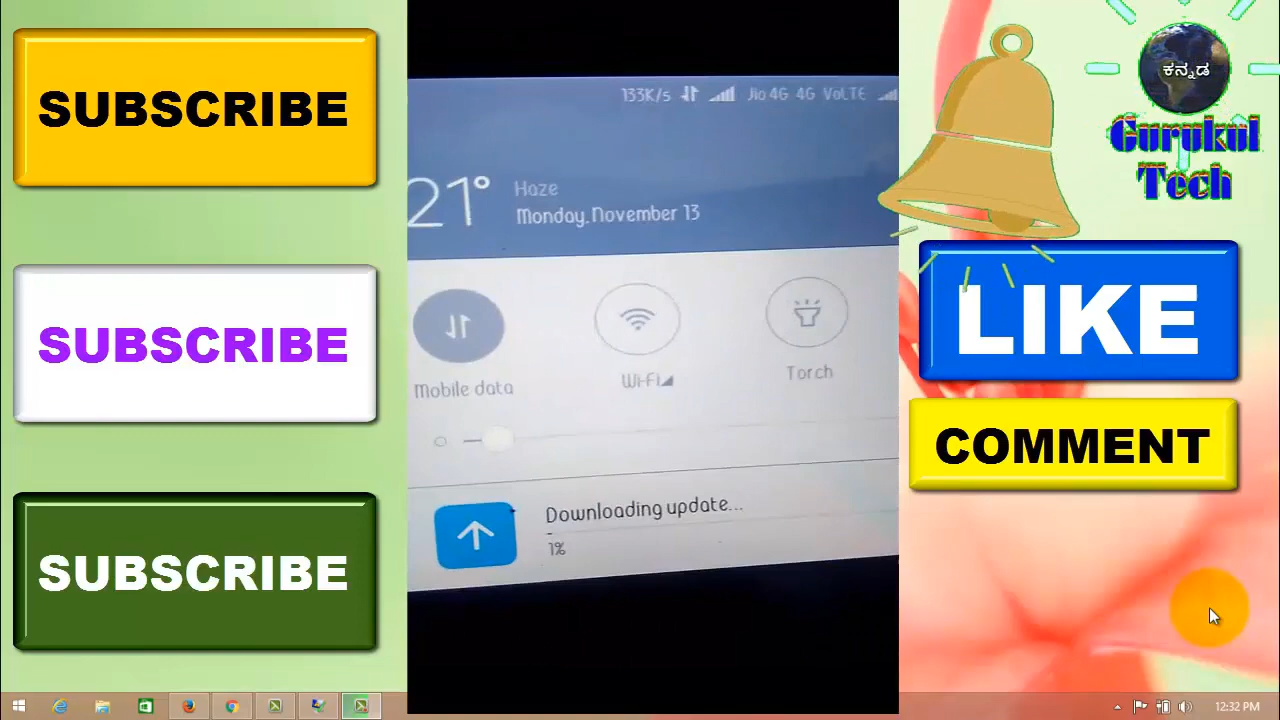 SUBSCRIBE
SUBSCRIBE
SUBSCRIBE
133K/s Jio 4G 4G VoLTE
21° Haze
Monday, November 13
Mobile data
Wi-Fi
Torch
Downloading update...
1%
ಕನ್ನಡ
Gurukul
Tech
LIKE
COMMENT
12:32 PM